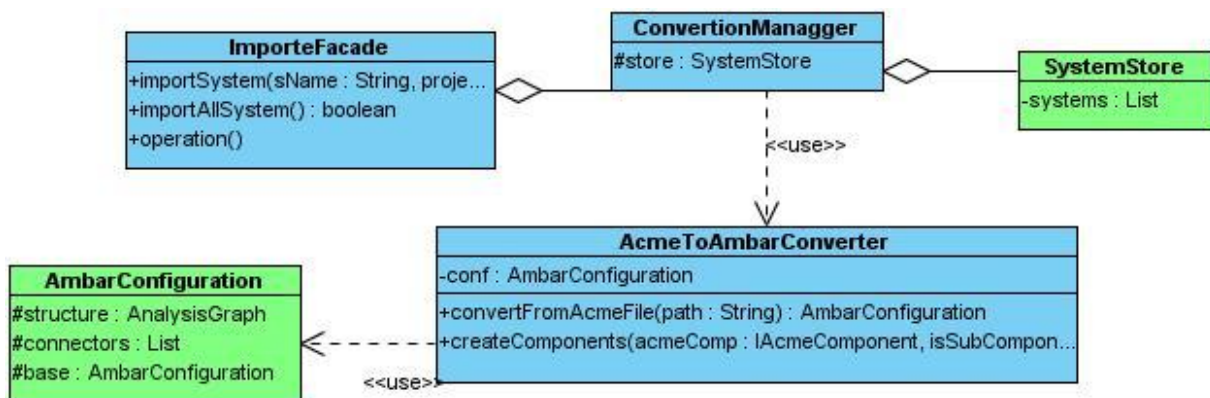 ImporteFacade
+importSystem(sName : String, proje...
+importAllSystem() : boolean
+operation()
ConvertionManagger
#store : SystemStore
SystemStore
-systems : List
<<use>>
AcmeToAmbarConverter
-conf : AmbarConfiguration
+convertFromAcmeFile(path : String) : AmbarConfiguration
+createComponents(acmeComp : IAcmeComponent, isSubCompon...
AmbarConfiguration
#structure : AnalysisGraph
#connectors : List
#base : AmbarConfiguration
<<use>>